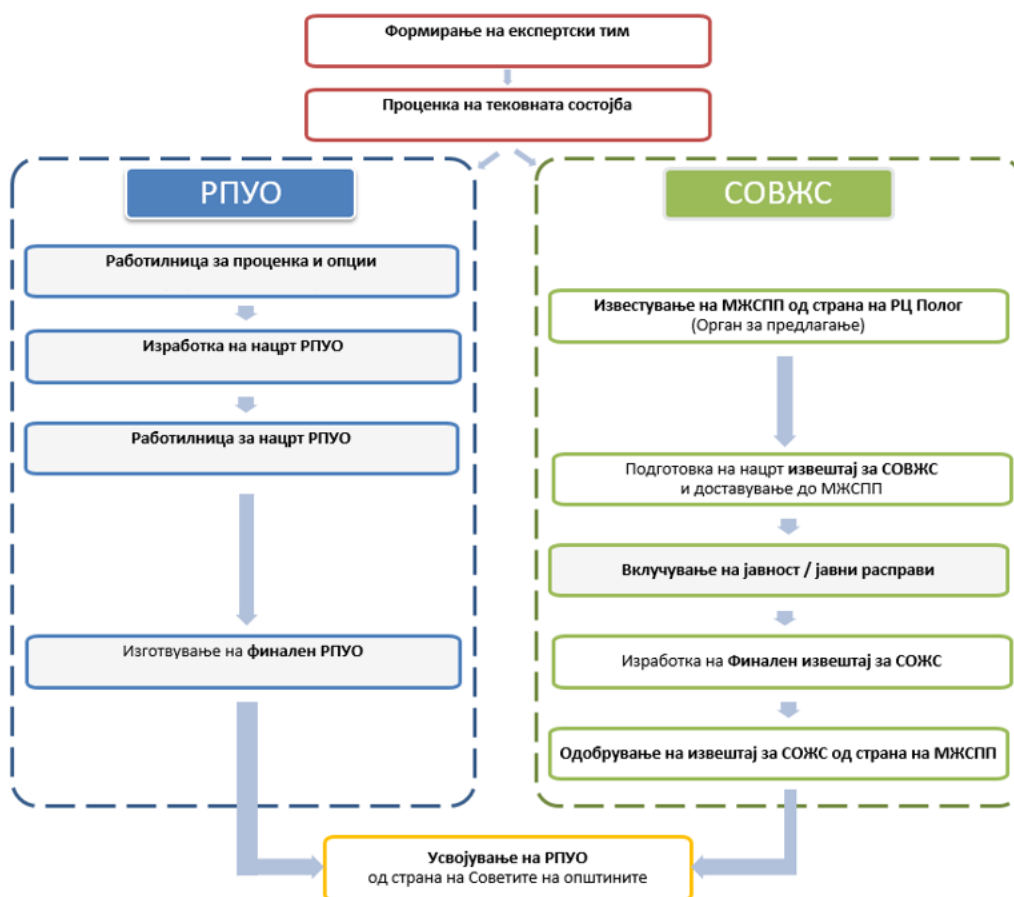 Формирање на експертски тим
Проценка на тековната состојба
РПУО
Работилница за проценка и опции
Изработка на нацрт РПУО
Работилница за нацрт РПУО
Изготвување на финален РПУО
СОВЖС
Известување на МЖСПП од страна на РЦ Полог
(Орган за предлагање)
Подготовка на нацрт извештај за СОВЖС
и доставување до МЖСПП
Вклучување на јавност / јавни расправи
Изработка на Финален извештај за СОЖС
Одобрување на извештај за СОЖС од страна на МЖСПП
Усвојување на РПУО
од страна на Советите на општините